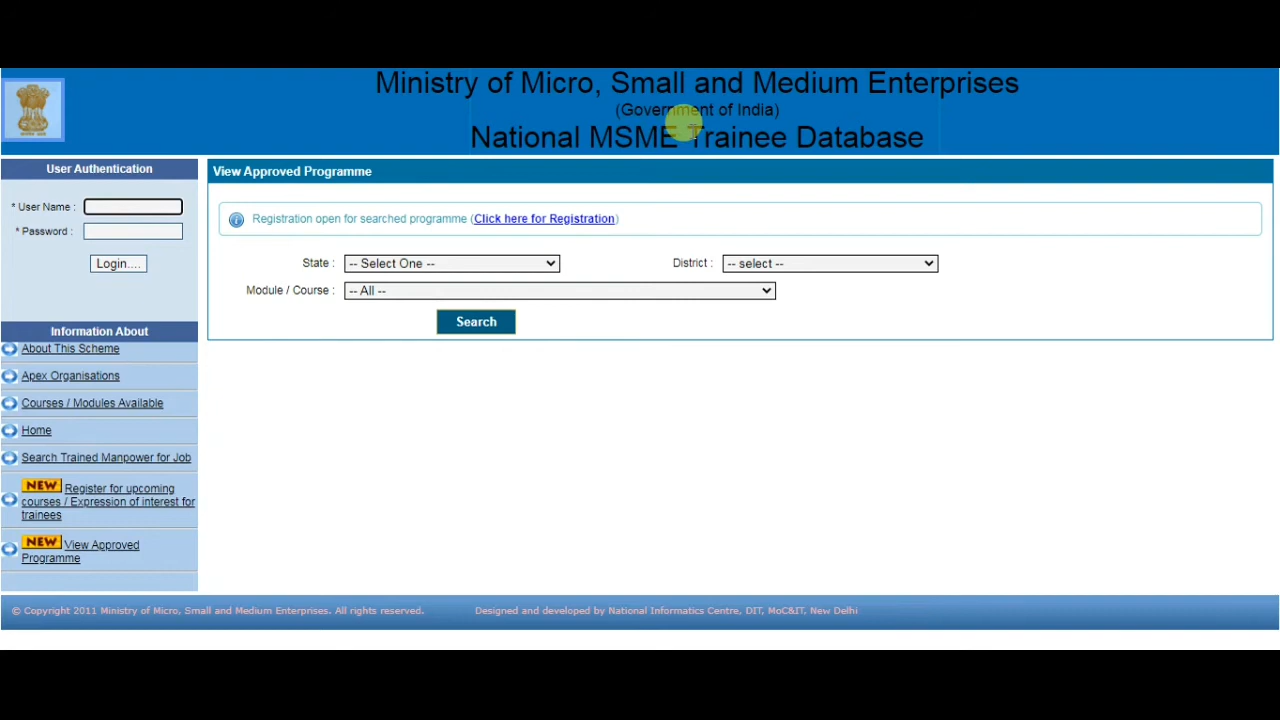 Ministry of Micro, Small and Medium Enterprises
(Government of India)
National MSME Trainee Database
User Authentication
* User Name :
* Password :
Login....
Information About
About This Scheme
Apex Organisations
Courses / Modules Available
Home
Search Trained Manpower for Job
NEW Register for upcoming
courses / Expression of interest for
trainees
NEW View Approved
Programme
View Approved Programme
Registration open for searched programme (Click here for Registration)
State : -- Select One -- District : -- select --
Module / Course : -- All --
Search
© Copyright 2011 Ministry of Micro, Small and Medium Enterprises. All rights reserved. Designed and developed by National Informatics Centre, DIT, MoC&IT, New Delhi